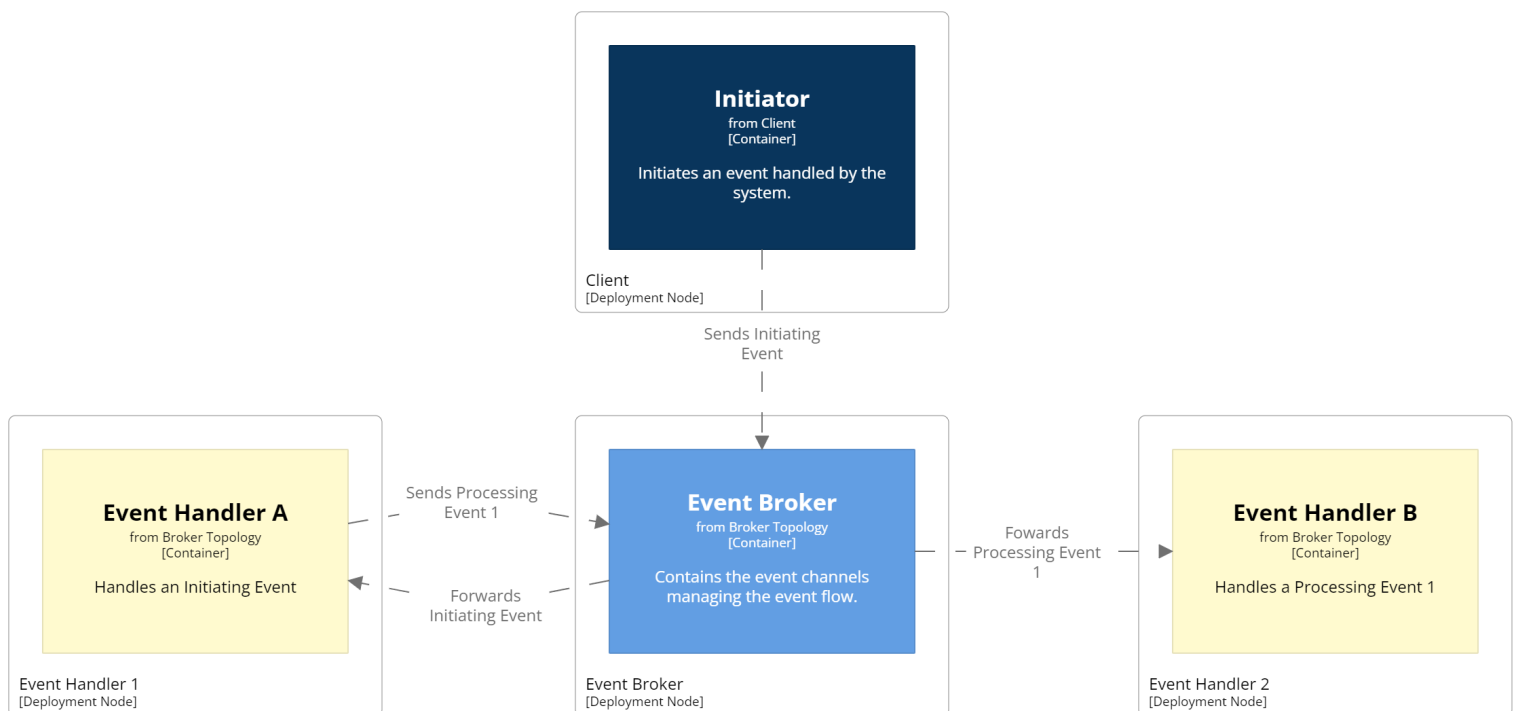 Initiator
from Client
[Container]
Initiates an event handled by the
system.
Client
[Deployment Node]
Sends Initiating
Event
Event Handler A
from Broker Topology
[Container]
Handles an Initiating Event
Event Handler 1
[Deployment Node]
Sends Processing
Event 1
Forwards
Initiating Event
Event Broker
from Broker Topology
[Container]
Contains the event channels
managing the event flow.
Event Broker
[Deployment Node]
Fowards
Processing Event
1
Event Handler B
from Broker Topology
[Container]
Handles a Processing Event 1
Event Handler 2
[Deployment Node]